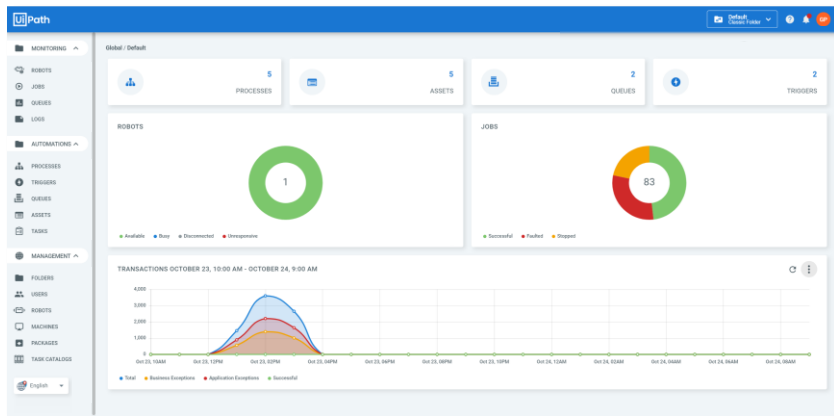 UiPath
Default
Classic Folder
GP
MONITORING
ROBOTS
JOBS
QUEUES
LOGS
AUTOMATIONS
PROCESSES
TRIGGERS
QUEUES
ASSETS
TASKS
MANAGEMENT
FOLDERS
USERS
ROBOTS
MACHINES
PACKAGES
TASK CATALOGS
English
Global / Default
5
PROCESSES
5
ASSETS
2
QUEUES
2
TRIGGERS
ROBOTS
1
Available Busy Disconnected Unresponsive
JOBS
83
Successful Faulted Stopped
TRANSACTIONS OCTOBER 23, 10:00 AM - OCTOBER 24, 9:00 AM
4,000
3,000
2,000
1,000
0
Oct 23, 10AM Oct 23, 12PM Oct 23, 02PM Oct 23, 04PM Oct 23, 06PM Oct 23, 08PM Oct 23, 10PM Oct 24, 12AM Oct 24, 02AM Oct 24, 04AM Oct 24, 06AM Oct 24, 08AM
Total Business Exceptions Application Exceptions Successful